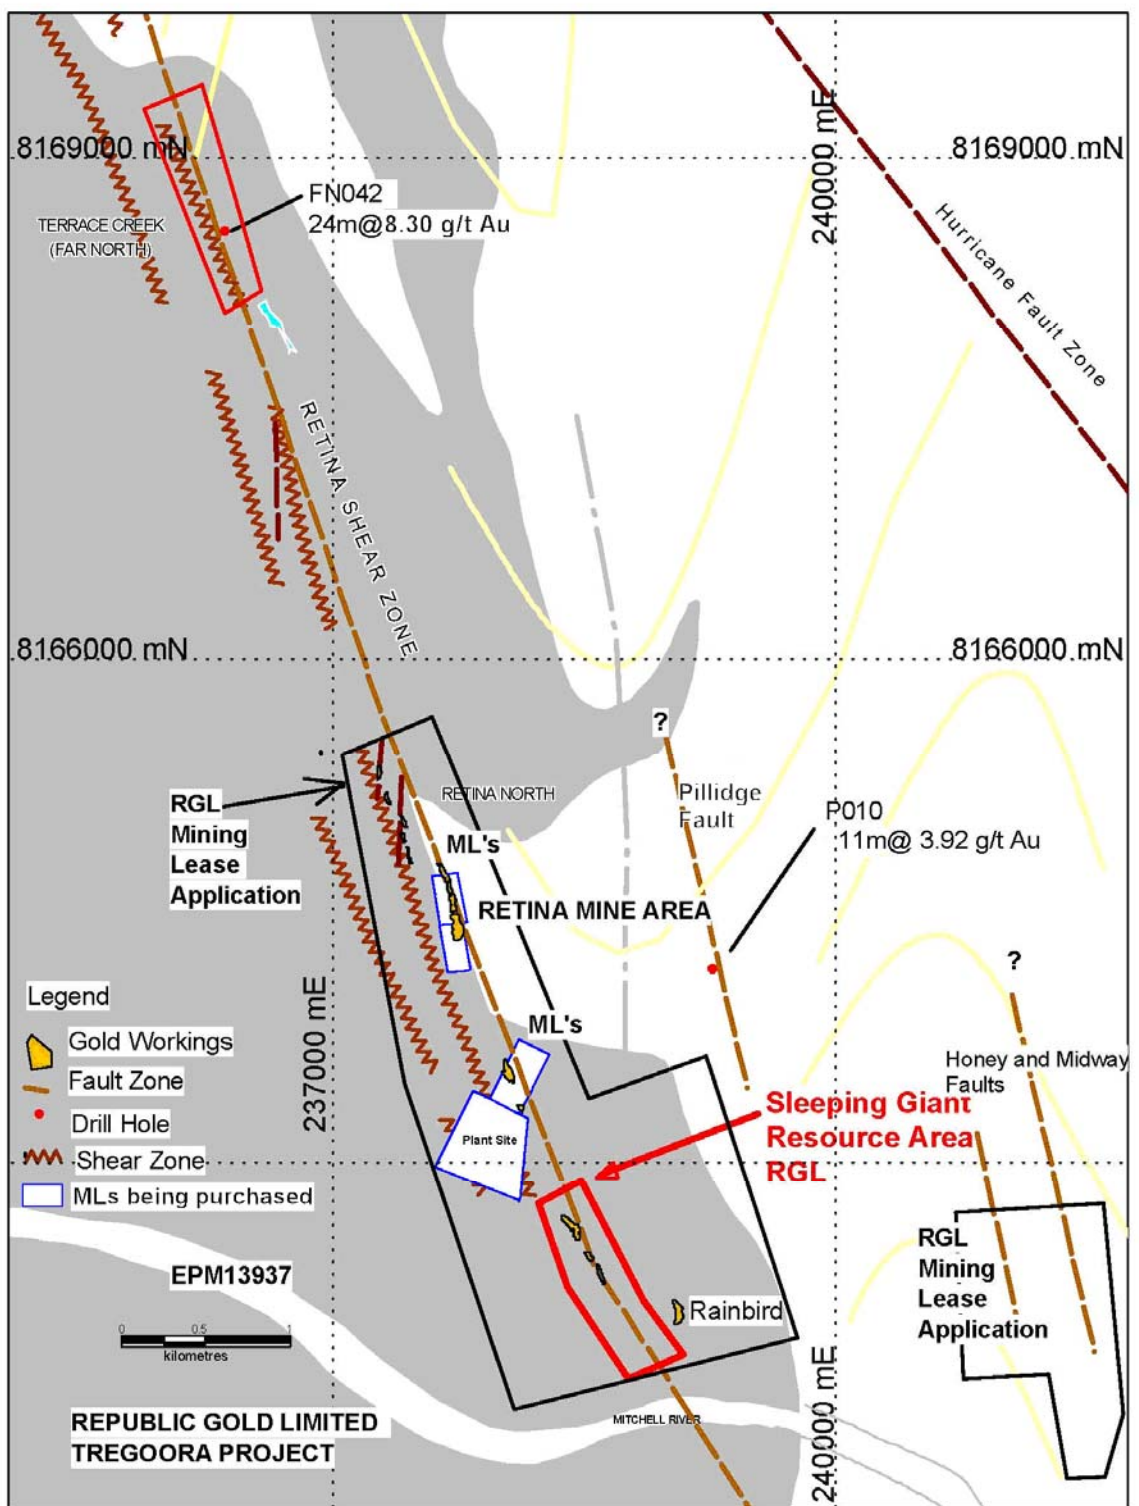 240000 mE
8169000 mN
8169000 mN
FN042
24m@8.30 g/t Au
TERRACE CREEK
(FAR NORTH)
Hurricane Fault Zone
RETINA SHEAR ZONE
8166000 mN
8166000 mN
?
RETINA NORTH
Pillidge
Fault
RGL
Mining
Lease
Application
P010
11m@ 3.92 g/t Au
ML's
RETINA MINE AREA
?
237000 mE
ML's
Legend
Gold Workings
Fault Zone
Drill Hole
Shear Zone
MLs being purchased
Honey and Midway
Faults
Plant Site
Sleeping Giant
Resource Area
RGL
RGL
Mining
Lease
Application
EPM13937
Rainbird
0 0.5 1
kilometres
240000 mE
MITCHELL RIVER
REPUBLIC GOLD LIMITED
TREGOORA PROJECT